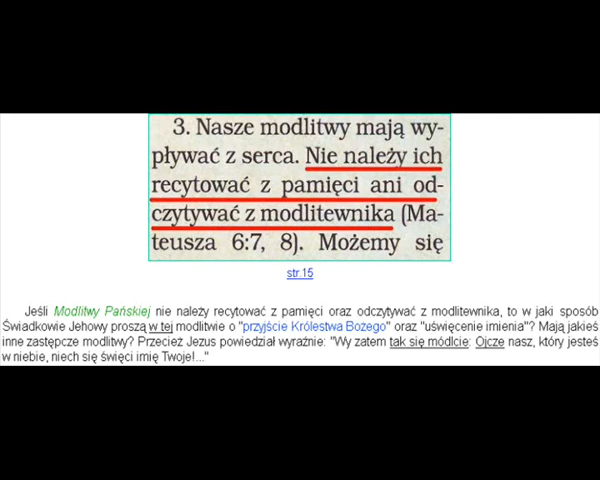 3. Nasze modlitwy mają wy-
pływać z serca. Nie należy ich
recytować z pamięci ani od-
czytywać z modlitewnika (Ma-
teusza 6:7, 8). Możemy się
str.15
Jeśli Modlitwy Pańskiej nie należy recytować z pamięci oraz odczytywać z modlitewnika, to w jaki sposób
Świadkowie Jehowy proszą w tej modlitwie o "przyjście Królestwa Bożego" oraz "uświęcenie imienia"? Mają jakieś
inne zastępcze modlitwy? Przecież Jezus powiedział wyraźnie: "Wy zatem tak się módlcie: Ojcze nasz, który jesteś
w niebie, niech się święci imię Twoje!..."